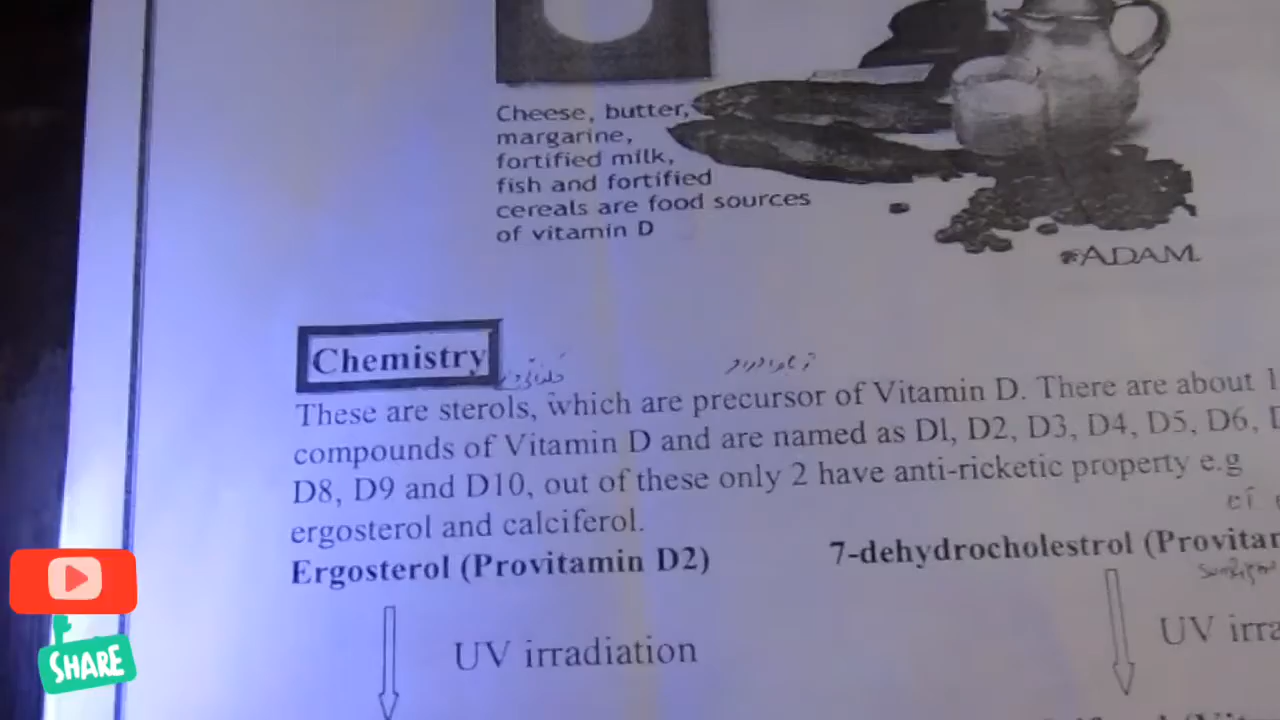 Cheese, butter,
margarine,
fortified milk,
fish and fortified
cereals are food sources
of vitamin D
ADAM.
Chemistry
These are sterols, which are precursor of Vitamin D. There are about 1
compounds of Vitamin D and are named as D1, D2, D3, D4, D5, D6,
D8, D9 and D10, out of these only 2 have anti-ricketic property e.g
ergosterol and calciferol.
Ergosterol (Provitamin D2) 7-dehydrocholestrol (Provitam
UV irradiation UV irra
SHARE